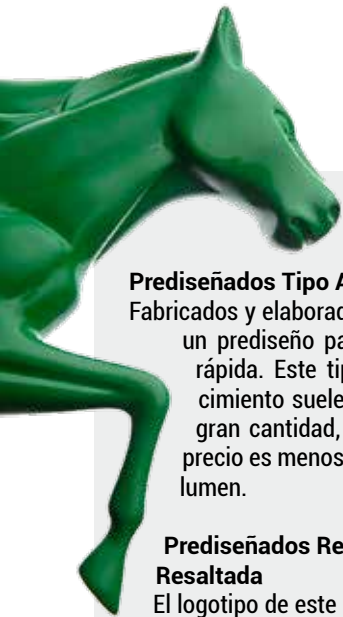 Prediseñados Tipo A
Fabricados y elaborad
un prediseño pa
rápida. Este tip
cimiento suele
gran cantidad,
precio es menos
lumen.
Prediseñados Re
Resaltada
El logotipo de este